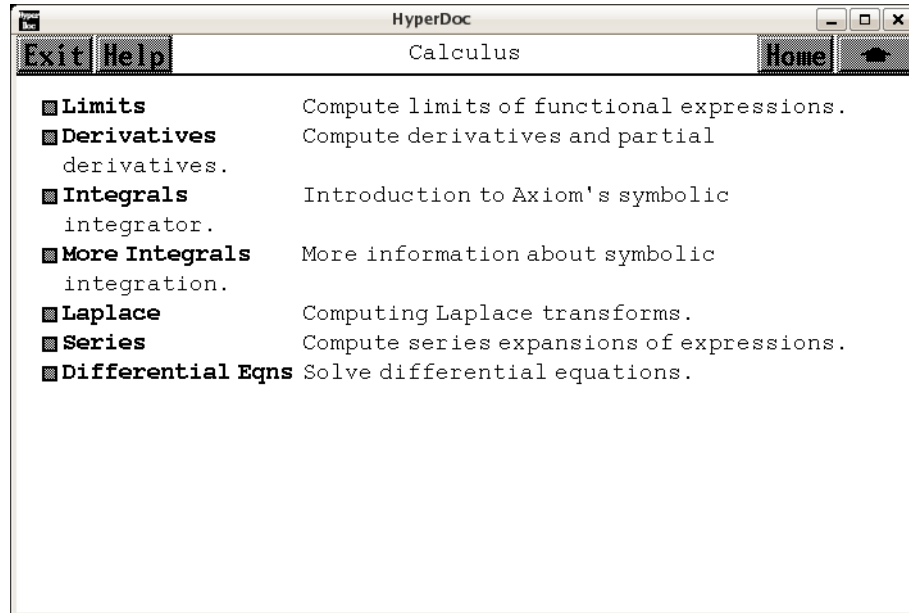 Hyper Doc HyperDoc
Exit Help Calculus Home
Limits Compute limits of functional expressions.
Derivatives Compute derivatives and partial
derivatives.
Integrals Introduction to Axiom's symbolic
integrator.
More Integrals More information about symbolic
integration.
Laplace Computing Laplace transforms.
Series Compute series expansions of expressions.
Differential Eqns Solve differential equations.